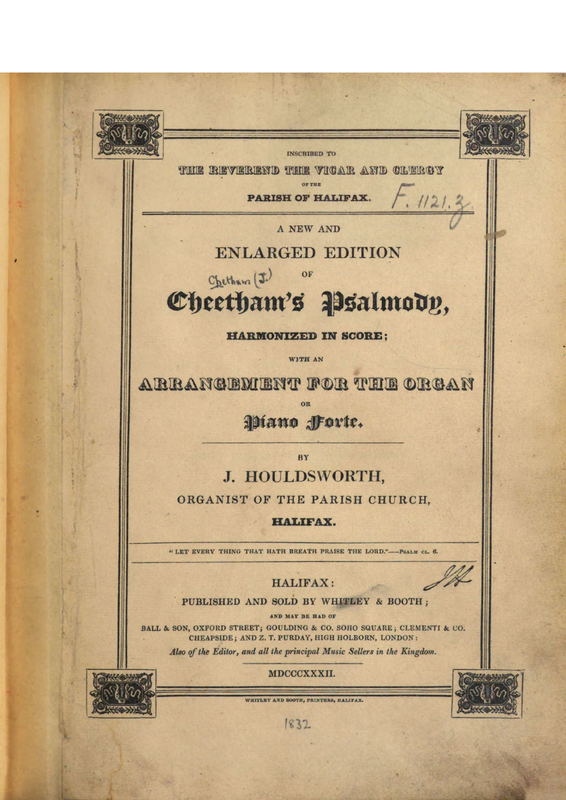 INSCRIBED TO
THE REVEREND THE VICAR AND CLERGY
OF THE
PARISH OF HALIFAX.
F. 1121. z.
A NEW AND
ENLARGED EDITION
OF
Chetham (J.)
Cheetham's Psalmody,
HARMONIZED IN SCORE;
WITH AN
ARRANGEMENT FOR THE ORGAN
OR
Piano Forte.
BY
J. HOULDSWORTH,
ORGANIST OF THE PARISH CHURCH,
HALIFAX.
"LET EVERY THING THAT HATH BREATH PRAISE THE LORD."—PSALM CL. 6.
JH
HALIFAX:
PUBLISHED AND SOLD BY WHITLEY & BOOTH;
AND MAY BE HAD OF
BALL & SON, OXFORD STREET; GOULDING & CO. SOHO SQUARE; CLEMENTI & CO.
CHEAPSIDE; AND Z. T. PURDAY, HIGH HOLBORN, LONDON:
Also of the Editor, and all the principal Music Sellers in the Kingdom.
MDCCCXXXII.
WHITLEY AND BOOTH, PRINTERS, HALIFAX.
1832